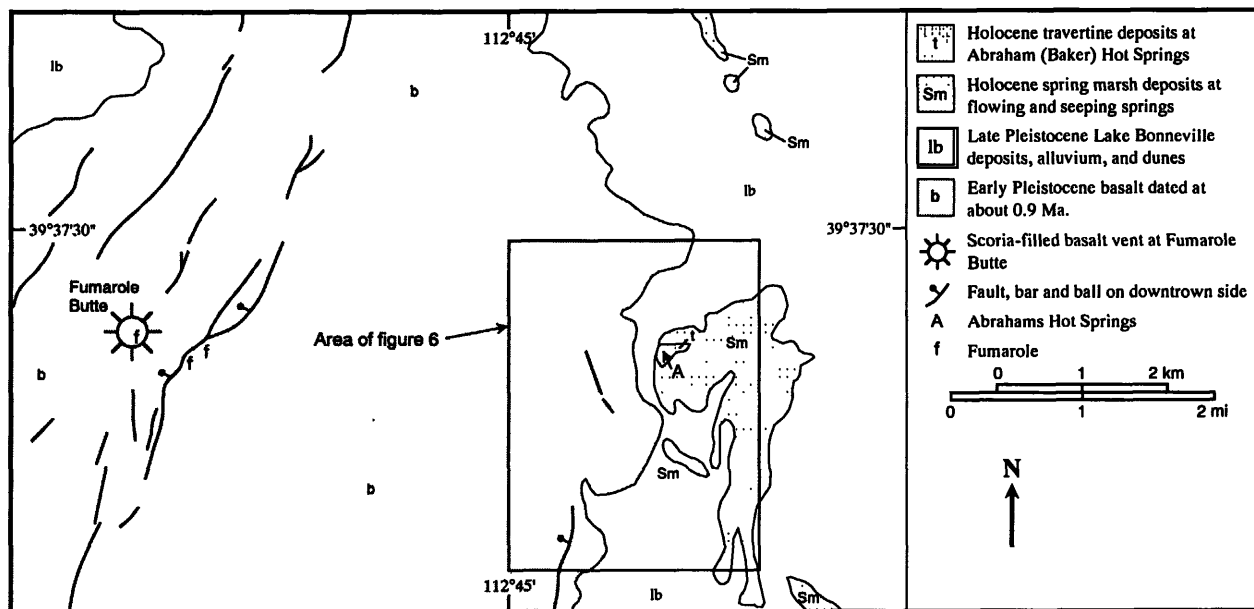 112°45'
lb
b
Sm
Sm
lb
39°37'30"
39°37'30"
Fumarole
Butte
f
f
f
b
Area of figure 6
t
Sm
A
Sm
b
112°45'
lb
Sm
t
Holocene travertine deposits at
Abraham (Baker) Hot Springs
Sm
Holocene spring marsh deposits at
flowing and seeping springs
lb
Late Pleistocene Lake Bonneville
deposits, alluvium, and dunes
b
Early Pleistocene basalt dated at
about 0.9 Ma.
Scoria-filled basalt vent at Fumarole
Butte
Fault, bar and ball on downtrown side
A Abrahams Hot Springs
f Fumarole
0 1 2 km
0 1 2 mi
N